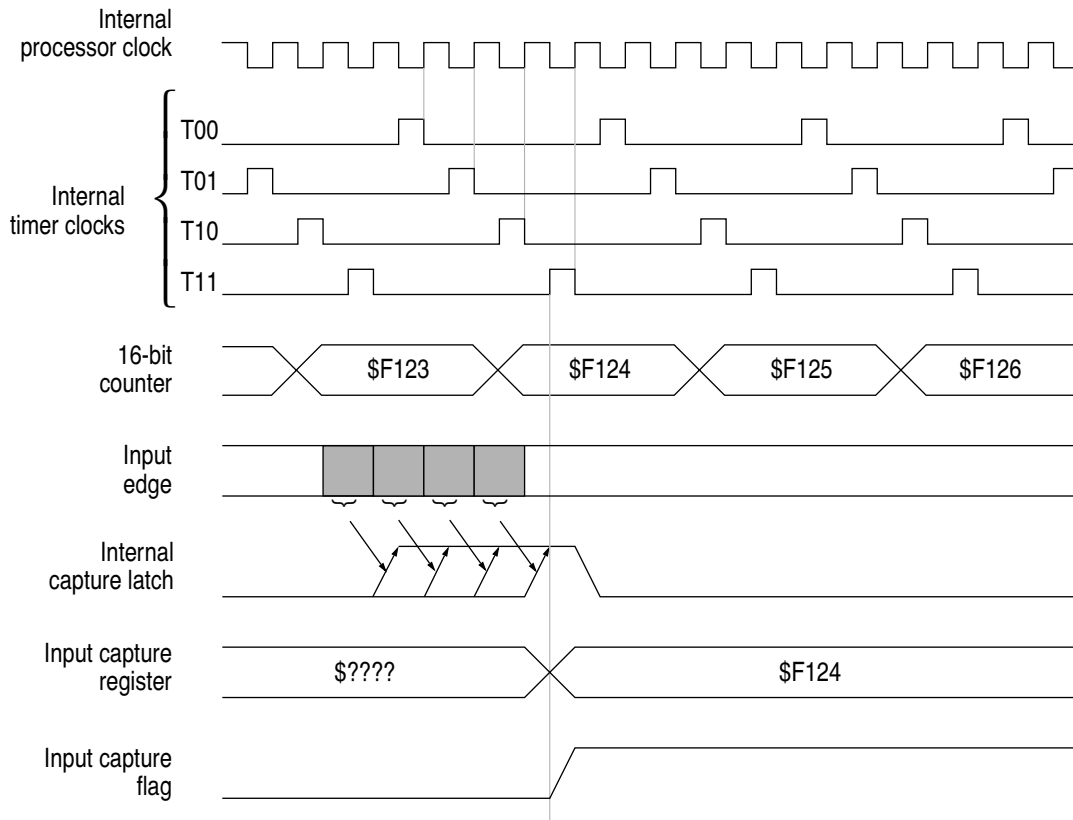 Internal
processor clock
T00
T01
Internal
timer clocks
T10
T11
16-bit
counter
$F123
$F124
$F125
$F126
Input
edge
Internal
capture latch
Input capture
register
$????
$F124
Input capture
flag